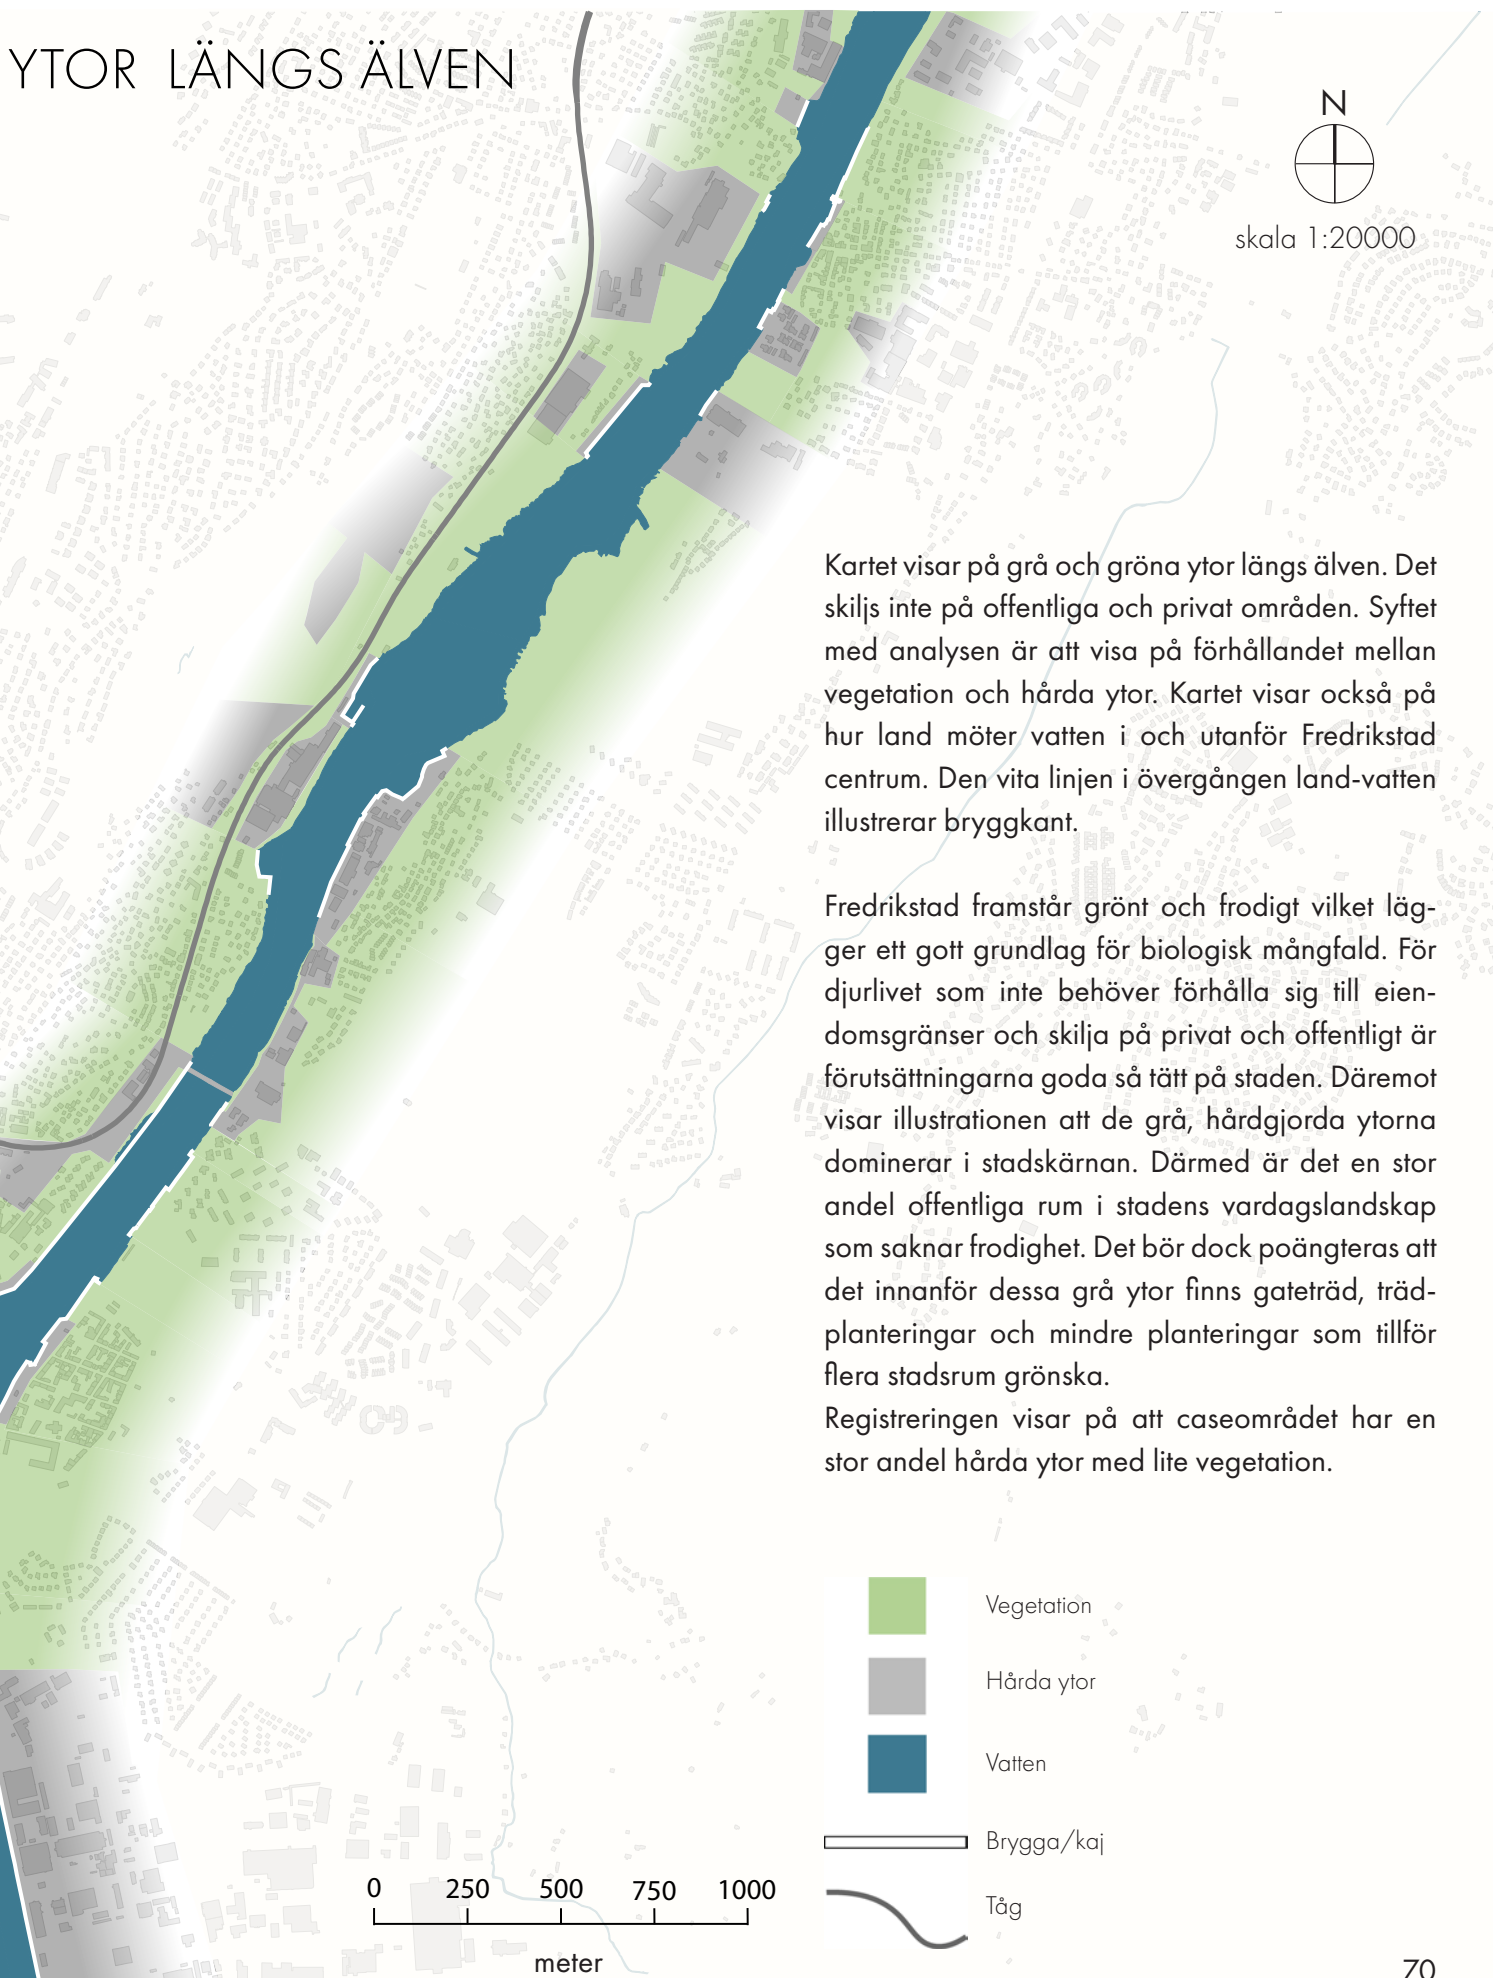 YTOR LÄNGS ÄLVEN
N
skala 1:20000
Kartet visar på grå och gröna ytor längs älven. Det
skiljs inte på offentliga och privat områden. Syftet
med analysen är att visa på förhållandet mellan
vegetation och hårda ytor. Kartet visar också på
hur land möter vatten i och utanför Fredrikstad
centrum. Den vita linjen i övergången land-vatten
illustrerar bryggkant.
Fredrikstad framstår grönt och frodigt vilket läg-
ger ett gott grundlag för biologisk mångfald. För
djurlivet som inte behöver förhålla sig till eien-
domsgränser och skilja på privat och offentligt är
förutsättningarna goda så tätt på staden. Däremot
visar illustrationen att de grå, hårdgjorda ytorna
dominerar i stadskärnan. Därmed är det en stor
andel offentliga rum i stadens vardagslandskap
som saknar frodighet. Det bör dock poängteras att
det innanför dessa grå ytor finns gateträd, träd-
planteringar och mindre planteringar som tillför
flera stadsrum grönska.
Registreringen visar på att caseområdet har en
stor andel hårda ytor med lite vegetation.
Vegetation
Hårda ytor
Vatten
Brygga/kaj
Tåg
0 250 500 750 1000
meter
70